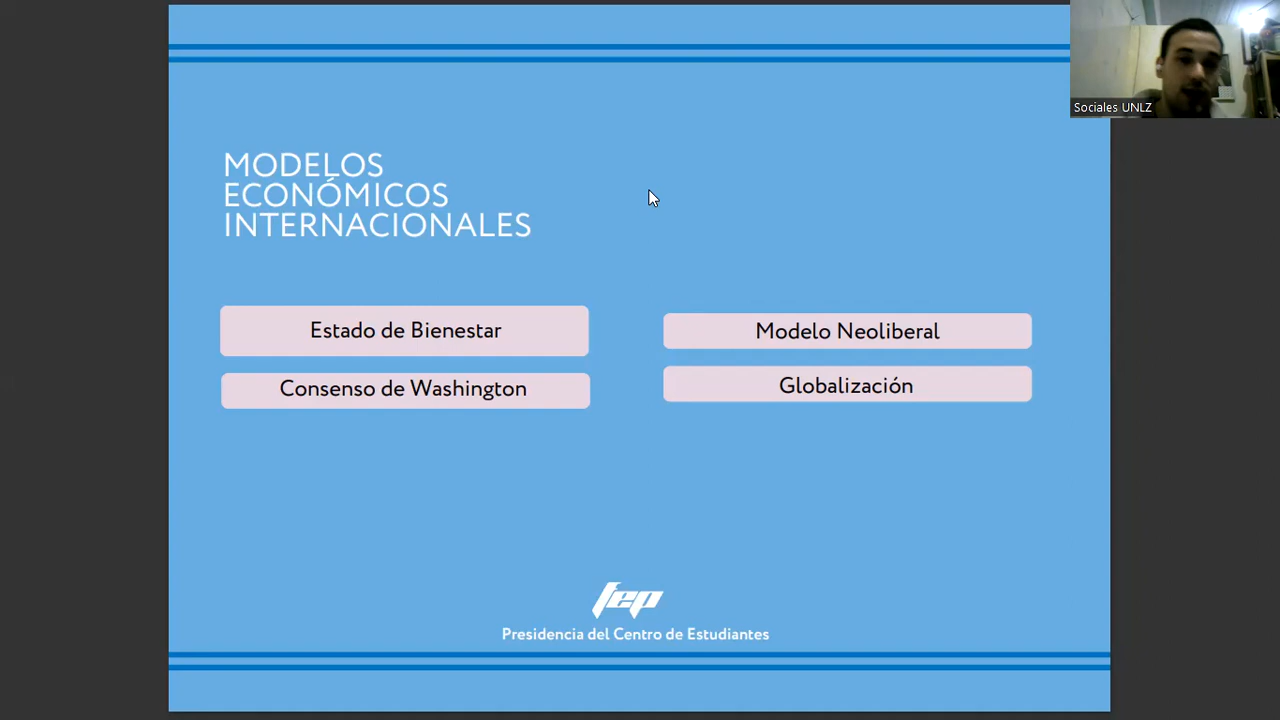 Sociales UNLZ
MODELOS
ECONÓMICOS
INTERNACIONALES
Estado de Bienestar
Modelo Neoliberal
Consenso de Washington
Globalización
fep
Presidencia del Centro de Estudiantes